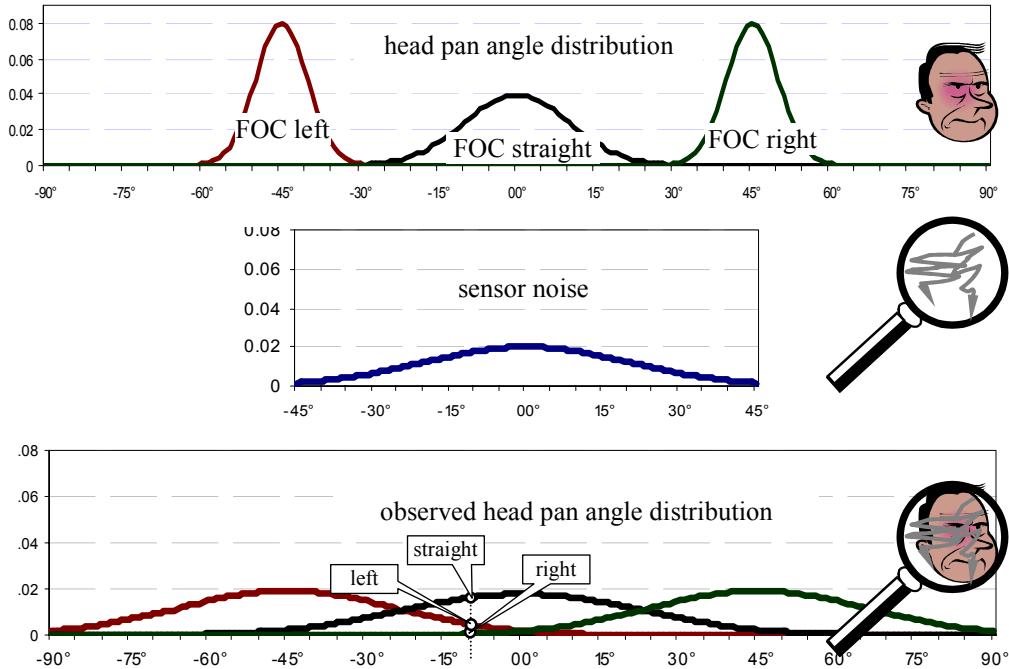 0.08
head pan angle distribution
0.06
0.04
0.02
FOC left
FOC straight
FOC right
0
-90° -75° -60° -45° -30° -15° 00° 15° 30° 45° 60° 75° 90°
0.08
0.06
sensor noise
0.04
0.02
0
-45° -30° -15° 00° 15° 30° 45°
.08
.06
observed head pan angle distribution
.04
straight
left
right
.02
0
-90° -75° -60° -45° -30° -15° 00° 15° 30° 45° 60° 75° 90°